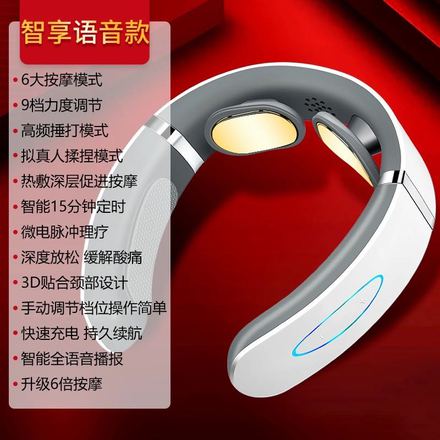 智享语音款
6大按摩模式
9档力度调节
高频捶打模式
拟真人揉捏模式
热敷深层促进按摩
智能15分钟定时
微电脉冲理疗
深度放松 缓解酸痛
3D贴合颈部设计
手动调节档位操作简单
快速充电 持久续航
智能全语音播报
升级6倍按摩